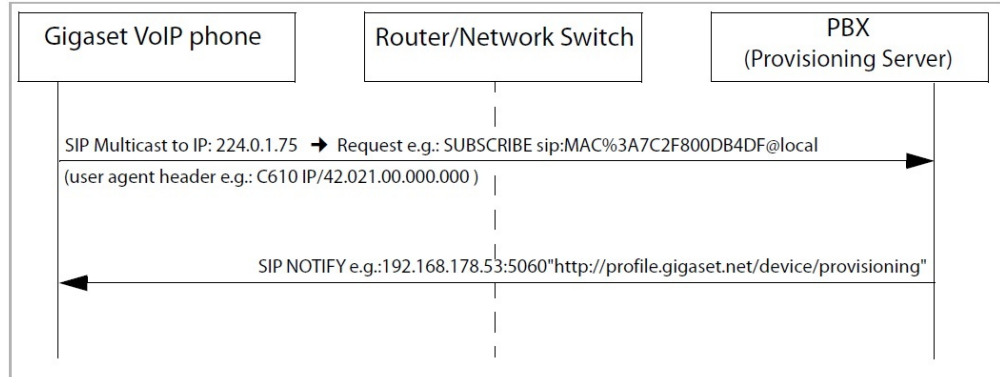 Gigaset VoIP phone
Router/Network Switch
PBX
(Provisioning Server)
SIP Multicast to IP: 224.0.1.75 ➔ Request e.g.: SUBSCRIBE sip:MAC%3A7C2F800DB4DF@local
(user agent header e.g.: C610 IP/42.021.00.000.000 )
SIP NOTIFY e.g.:192.168.178.53:5060"http://profile.gigaset.net/device/provisioning"